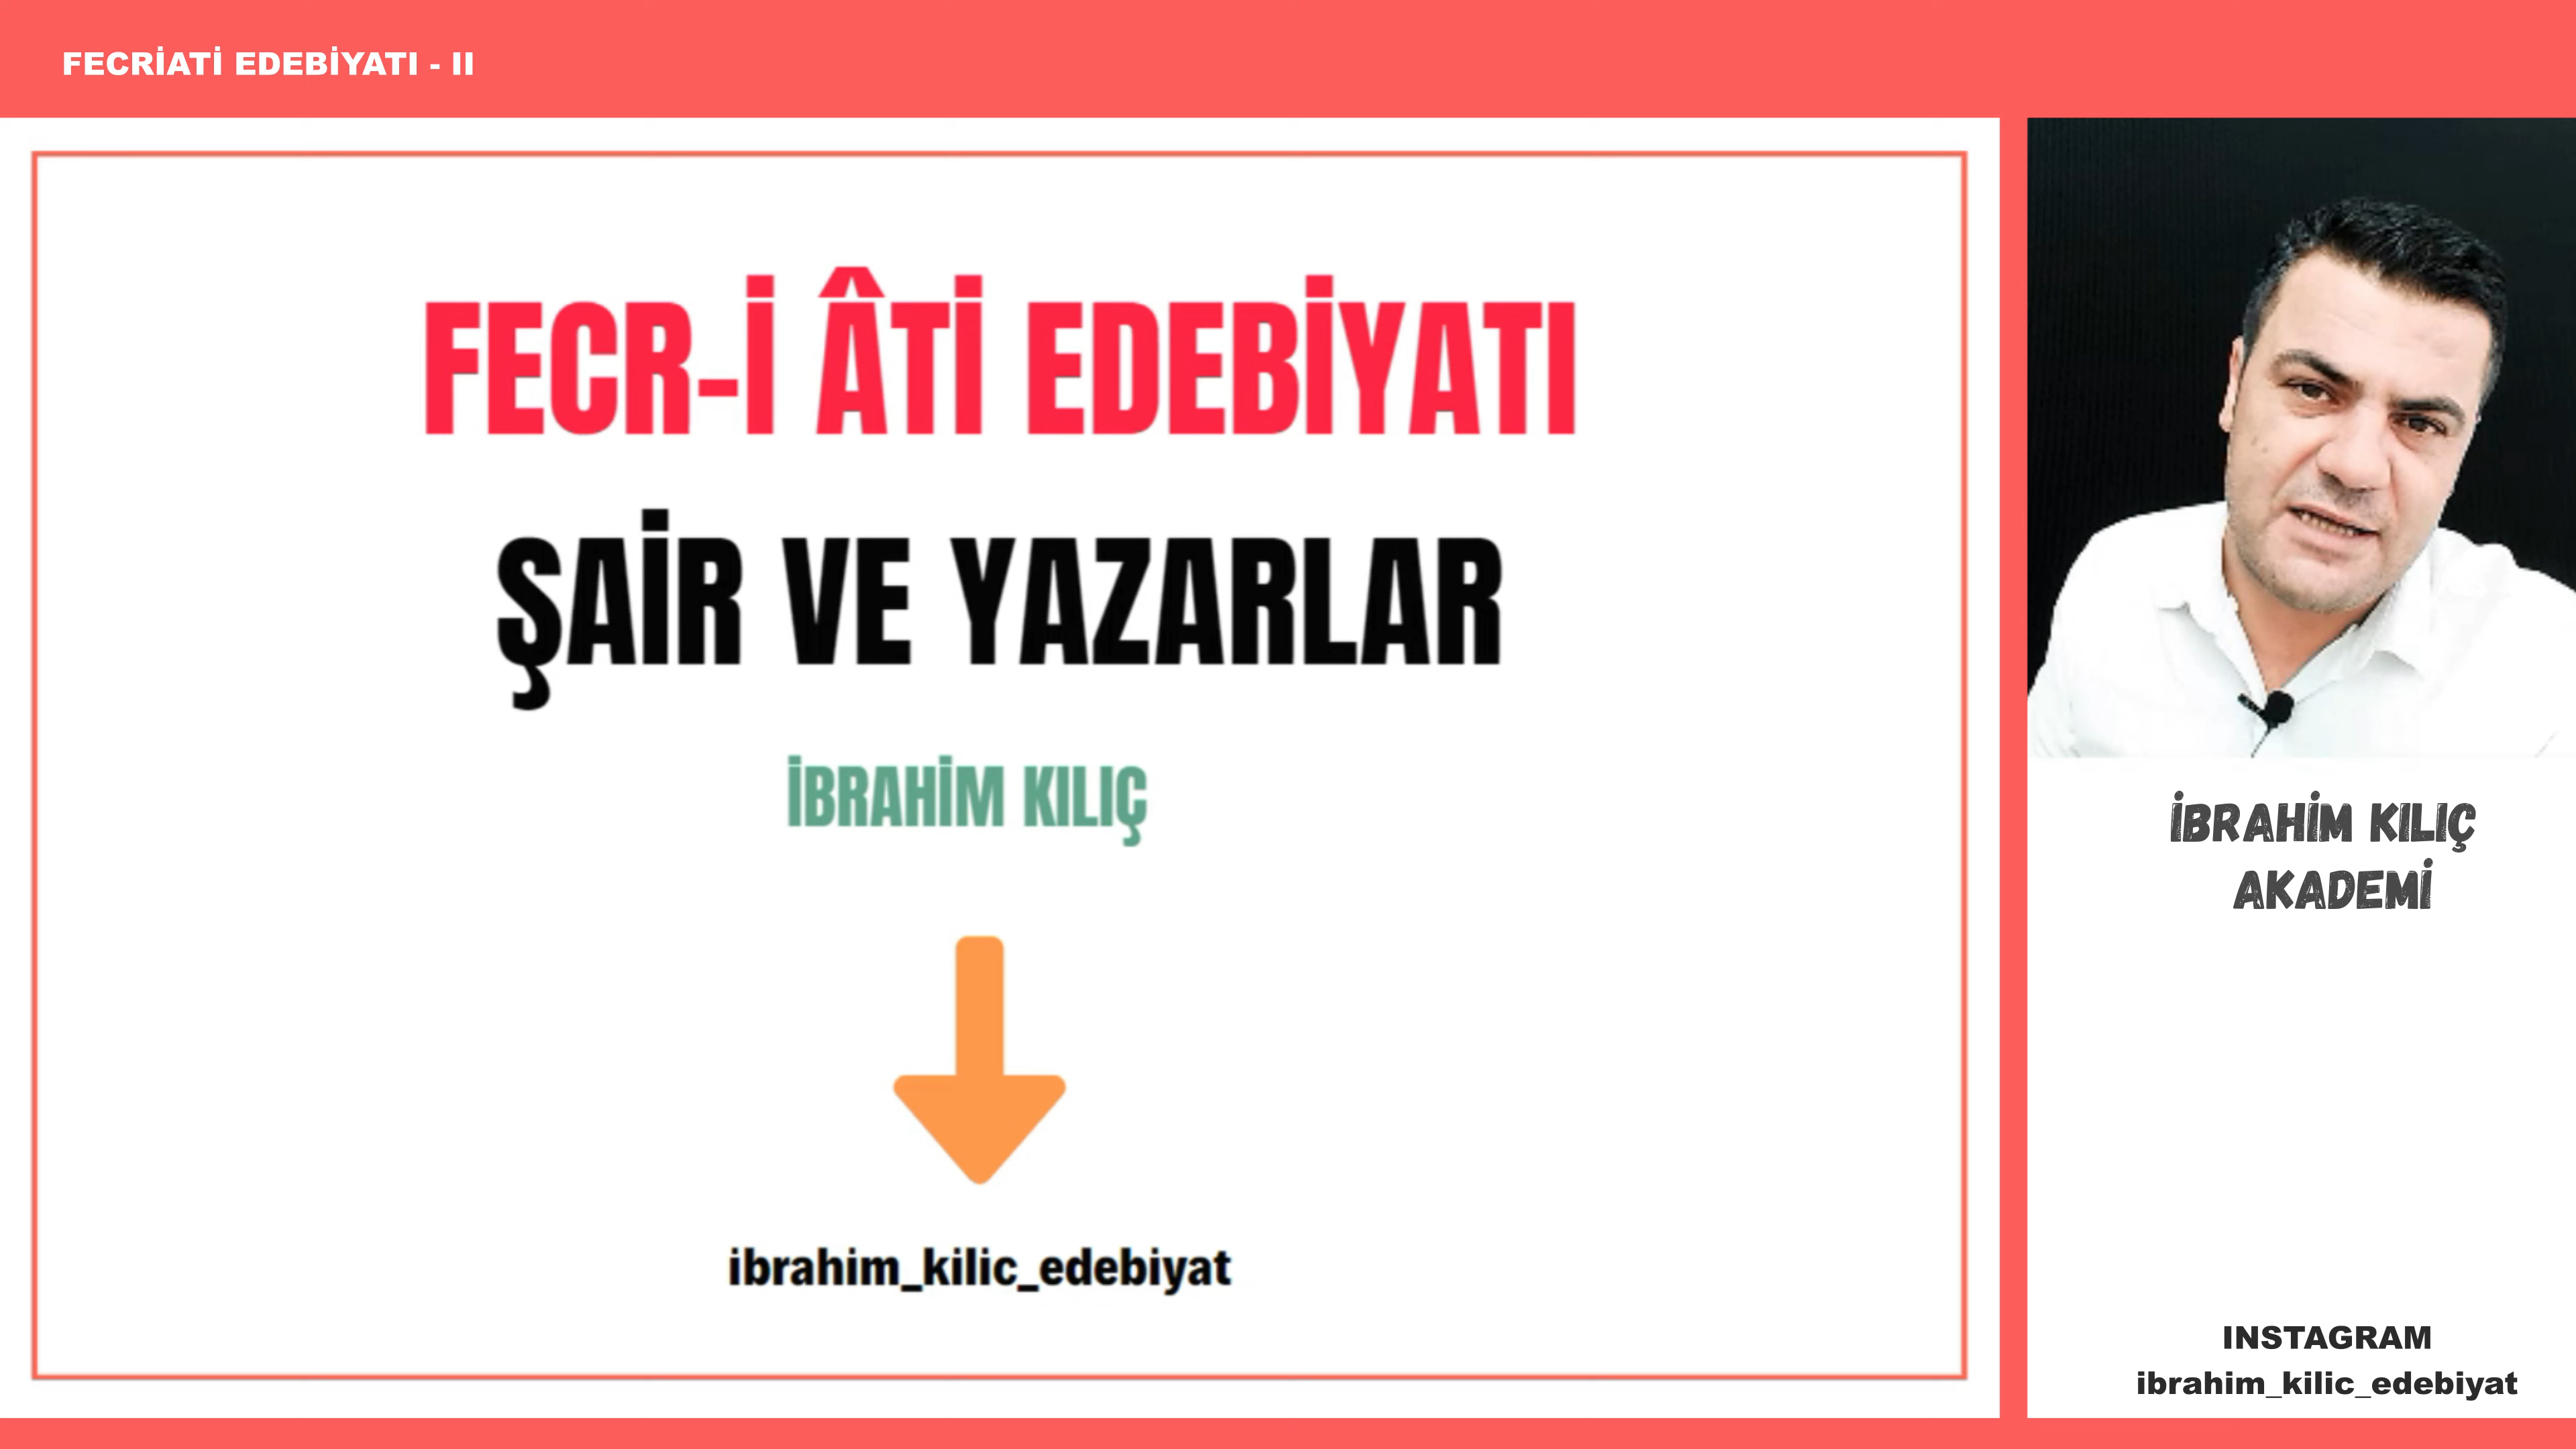 FECRİATİ EDEBİYATI - II
FECR-İ ÂTİ EDEBİYATI
ŞAİR VE YAZARLAR
İBRAHİM KILIÇ
ibrahim_kilic_edebiyat
İBRAHİM KILIÇ
AKADEMİ
INSTAGRAM
ibrahim_kilic_edebiyat